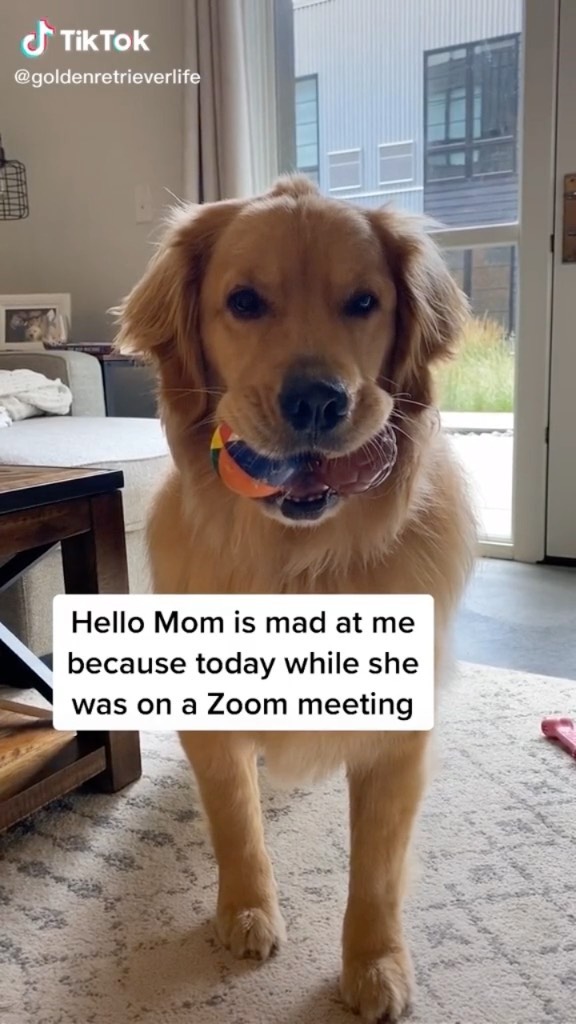 TikTok
@goldenretrieverlife
Hello Mom is mad at me
because today while she
was on a Zoom meeting